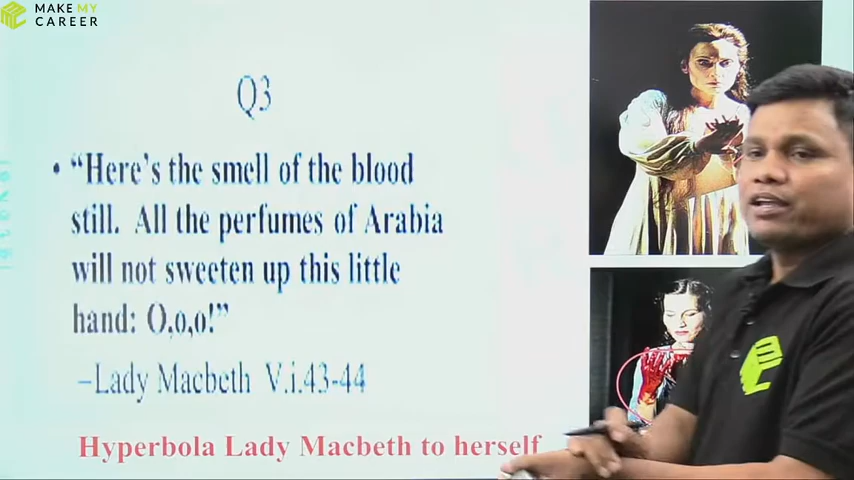 MAKE MY
CAREER
Q3
• “Here’s the smell of the blood
still. All the perfumes of Arabia
will not sweeten up this little
hand: O,o,o!”
–Lady Macbeth V.i.43-44
Hyperbola Lady Macbeth to herself